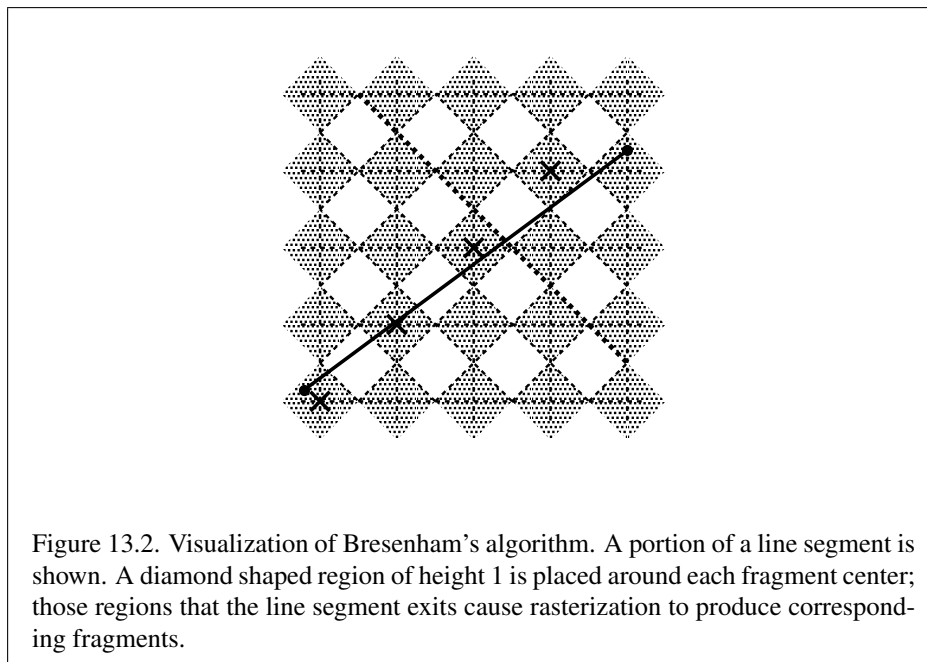 Figure 13.2. Visualization of Bresenham's algorithm. A portion of a line segment is
shown. A diamond shaped region of height 1 is placed around each fragment center;
those regions that the line segment exits cause rasterization to produce correspond-
ing fragments.